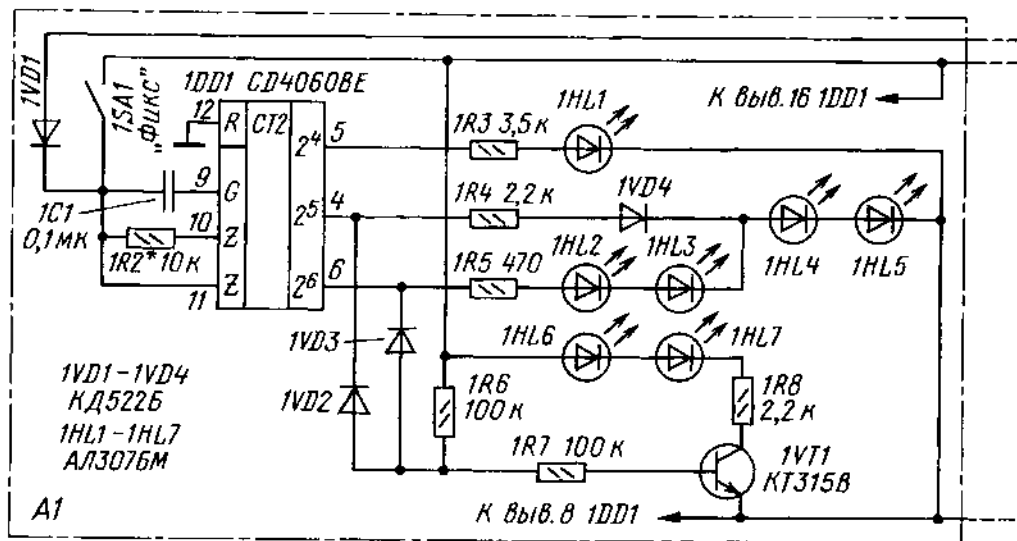 1VD1
1SA1
„Фикс"
1DD1 CD4060BE
К выв.16 1DD1
12
R
CT2
2⁴
5
1R3 3,5 к
1HL1
9
G
1C1
0,1мк
10
Z
1R2* 10 к
11
Z
2⁵
4
1R4 2,2 к
1VD4
1HL4
1HL5
2⁶
6
1R5 470
1HL2
1HL3
1VD3
1HL6
1HL7
1VD1–1VD4
КД522Б
1HL1–1HL7
АЛ307БМ
1VD2
1R6
100 к
1R8
2,2 к
1R7 100 к
1VT1
КТ315В
К выв. 8 1DD1
A1